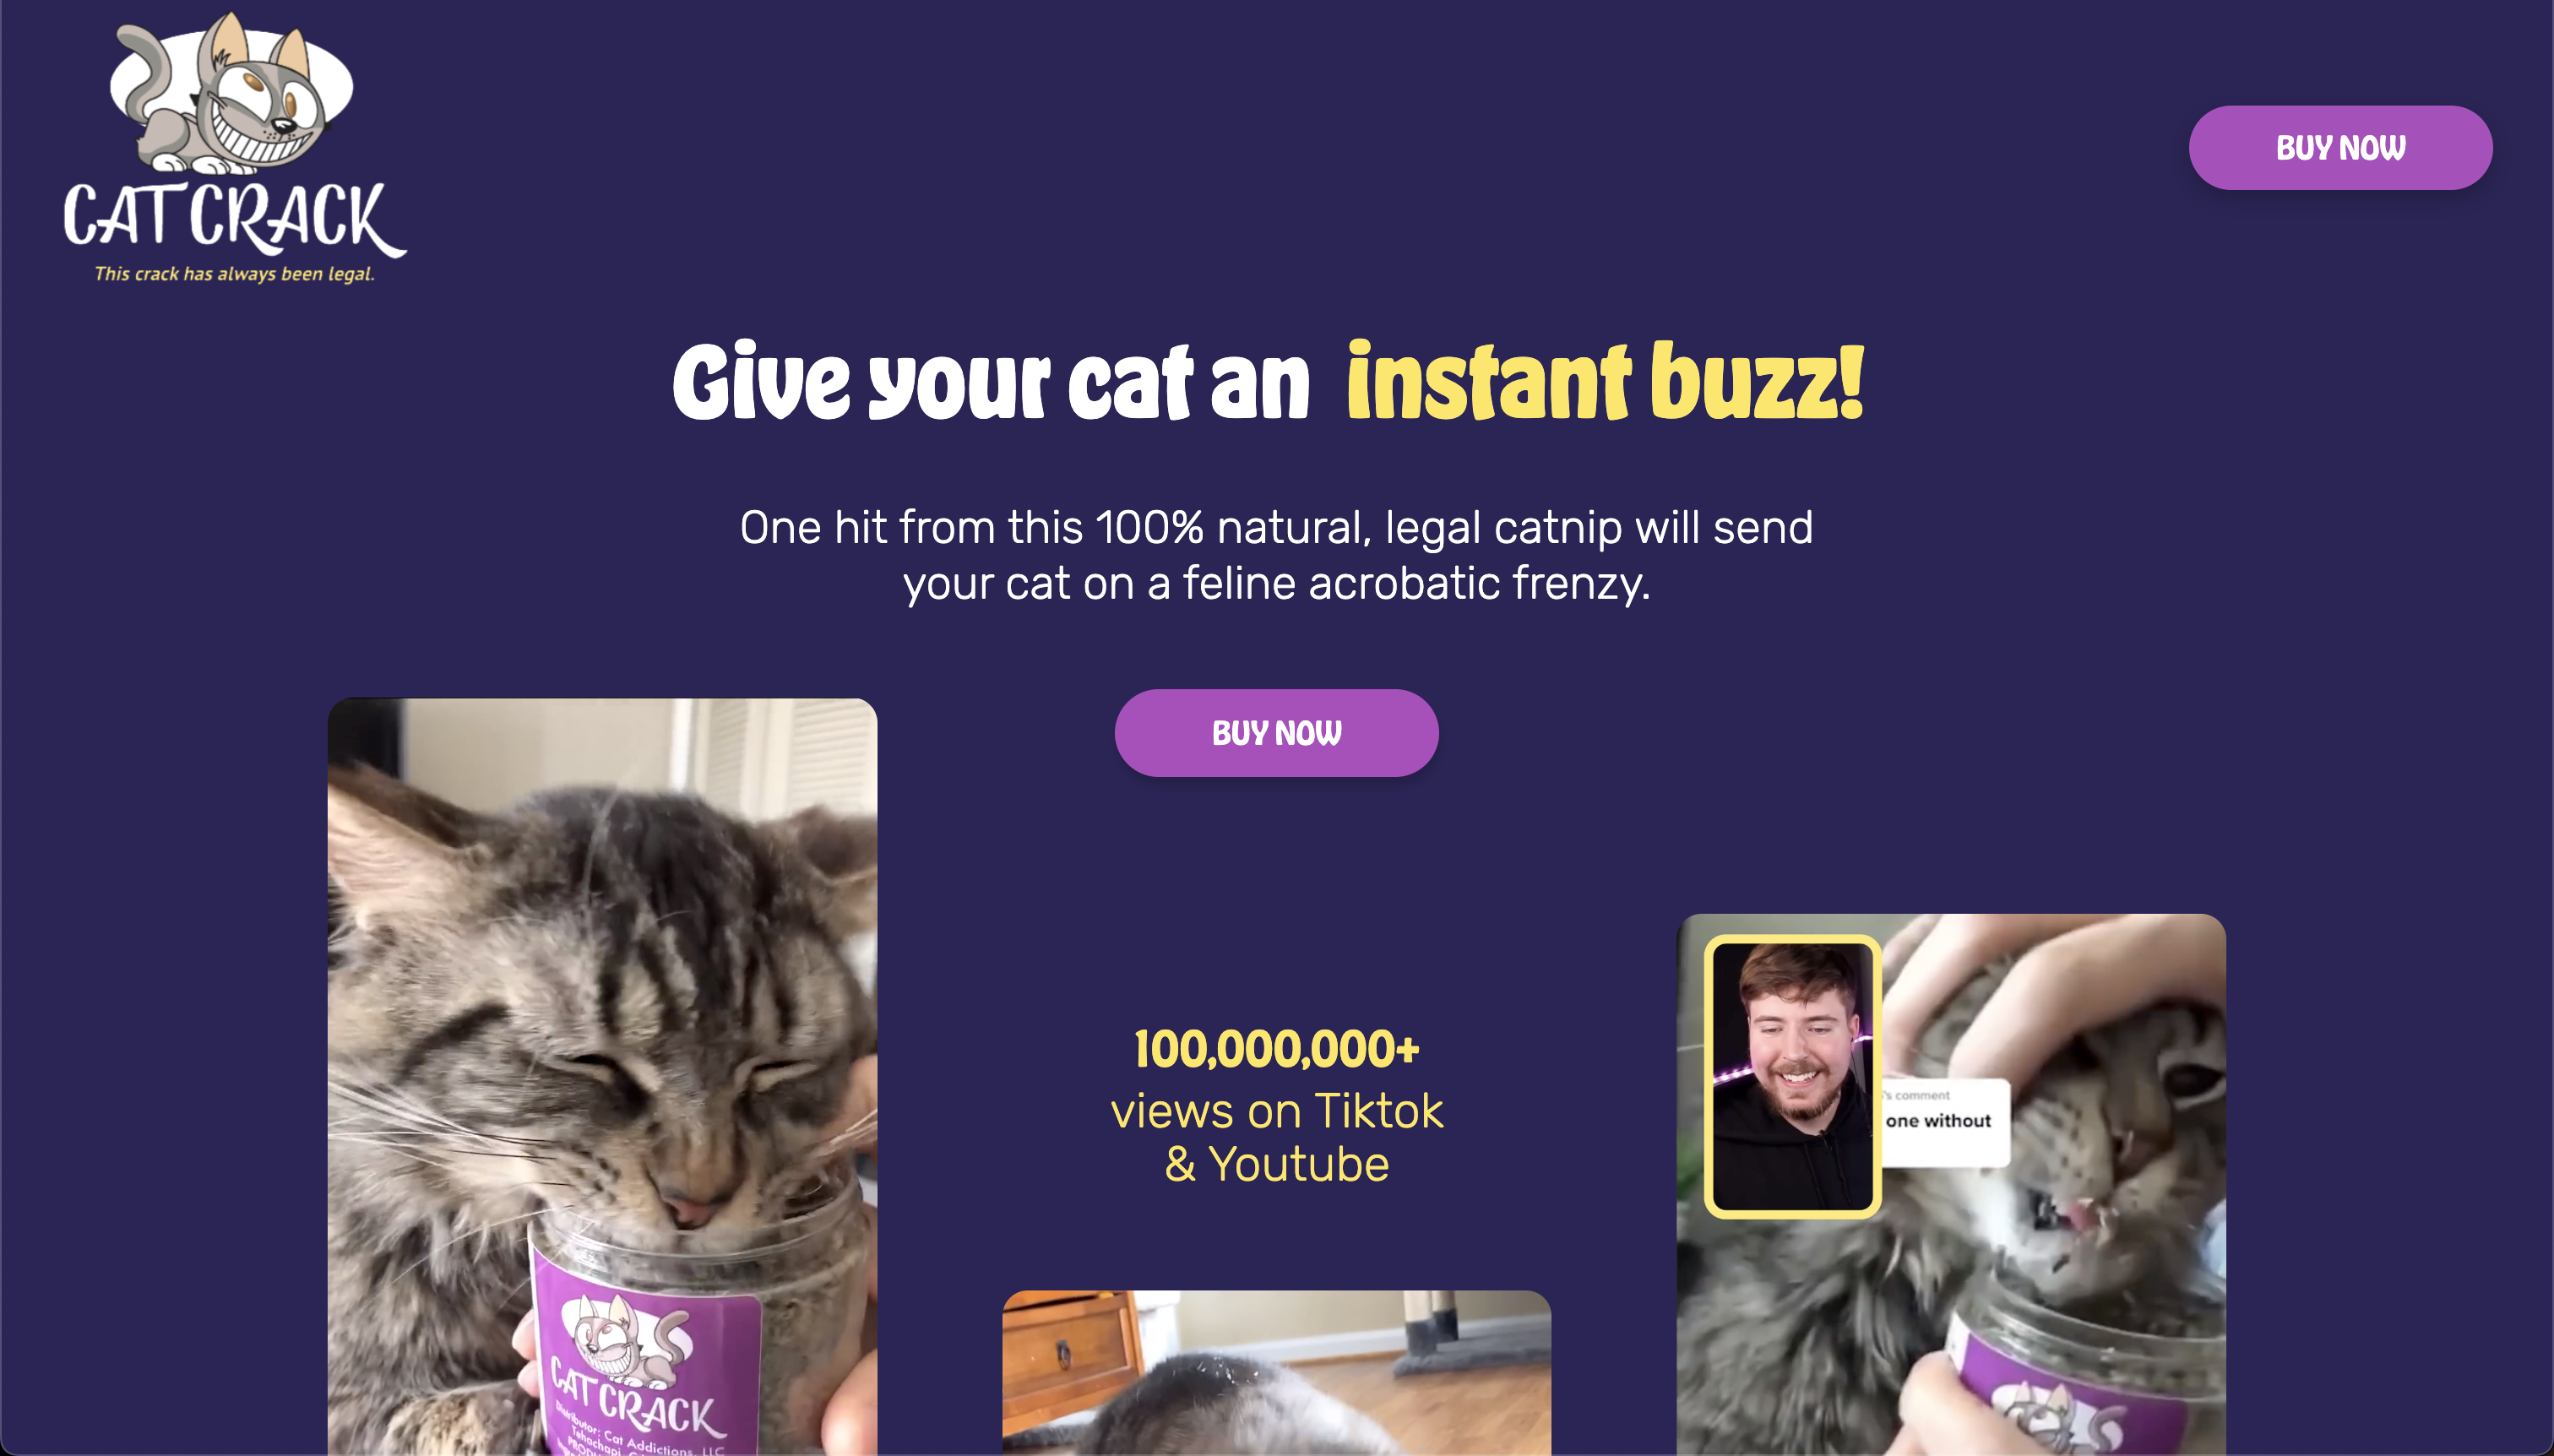 CAT CRACK
This crack has always been legal.
BUY NOW
Give your cat an instant buzz!
One hit from this 100% natural, legal catnip will send
your cat on a feline acrobatic frenzy.
BUY NOW
100,000,000+
views on Tiktok
& Youtube
's comment
one without
CAT CRACK
Distributor: Cat Addictions, LLC